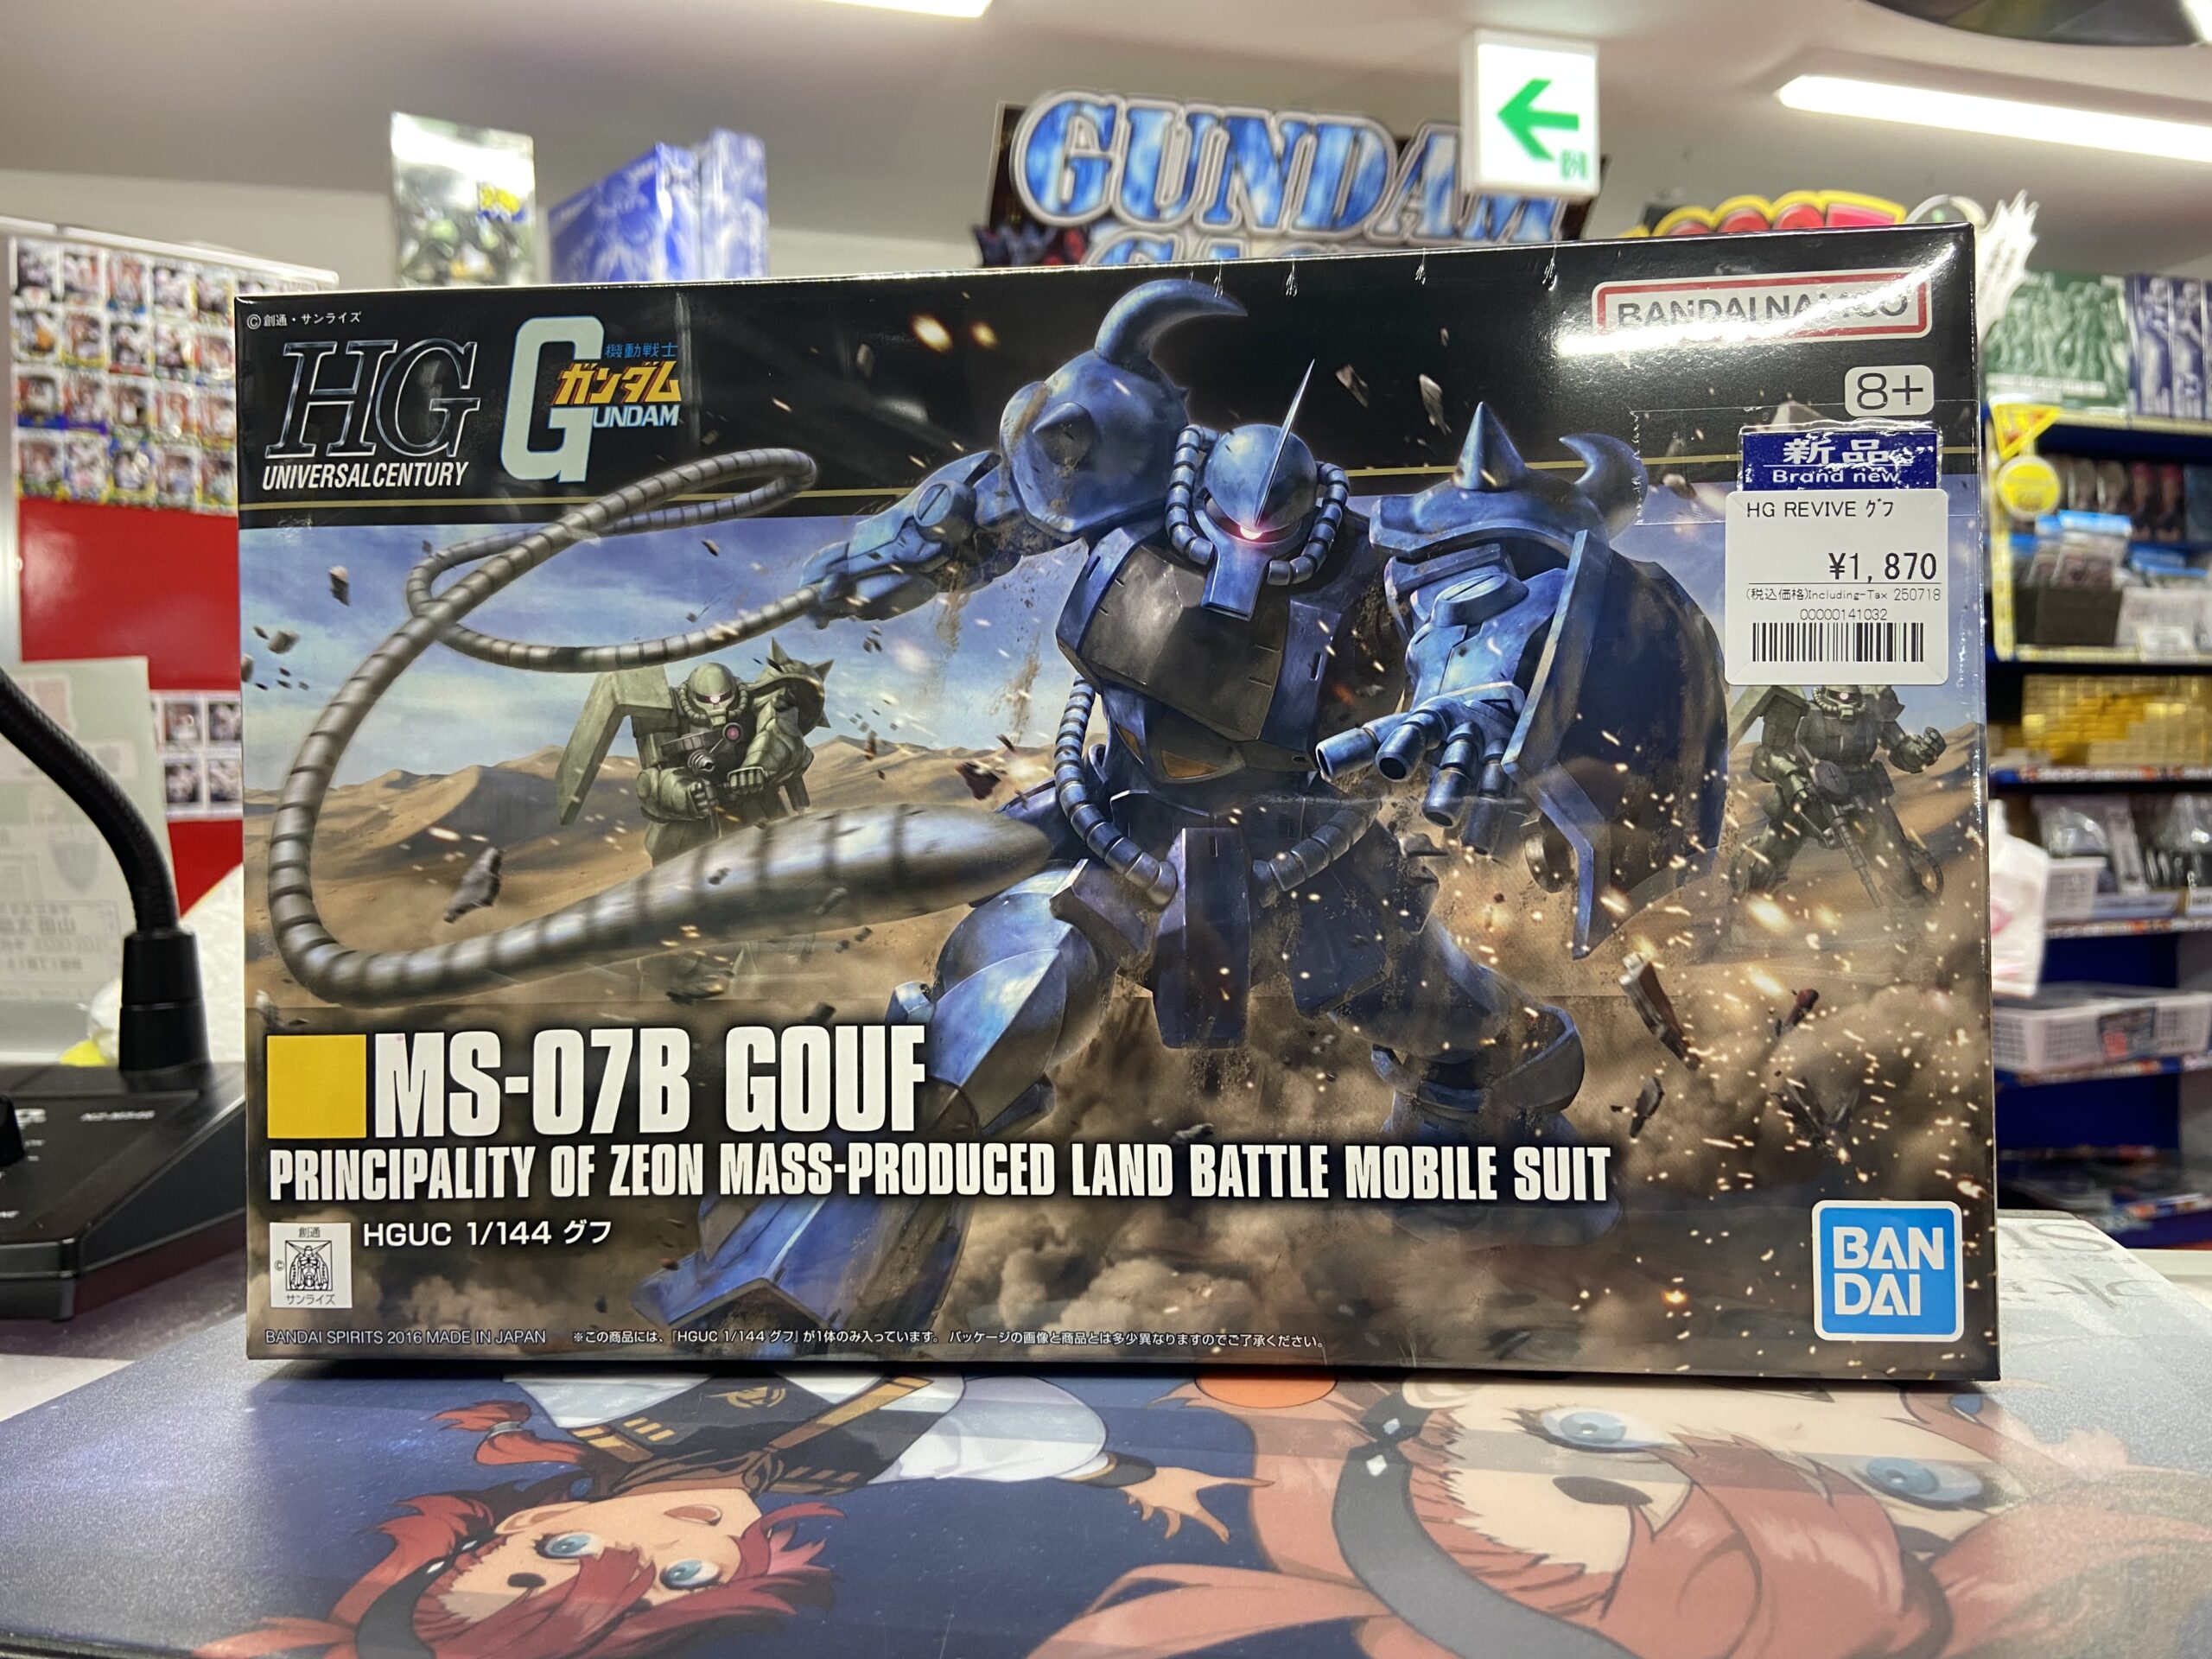 GUNDAM
©創通・サンライズ
HG
UNIVERSAL CENTURY
機動戦士
ガンダム
GUNDAM
BANDAI NAMCO
8+
新品
Brand new
HG REVIVE グフ
¥1,870
(税込価格)Including-Tax 250718
00000141032
MS-07B GOUF
PRINCIPALITY OF ZEON MASS-PRODUCED LAND BATTLE MOBILE SUIT
HGUC 1/144 グフ
創通
©
サンライズ
BAN
DAI
BANDAI SPIRITS 2016 MADE IN JAPAN
※この商品には、「HGUC 1/144 グフ」が1体のみ入っています。 パッケージの画像と商品とは多少異なりますのでご了承ください。